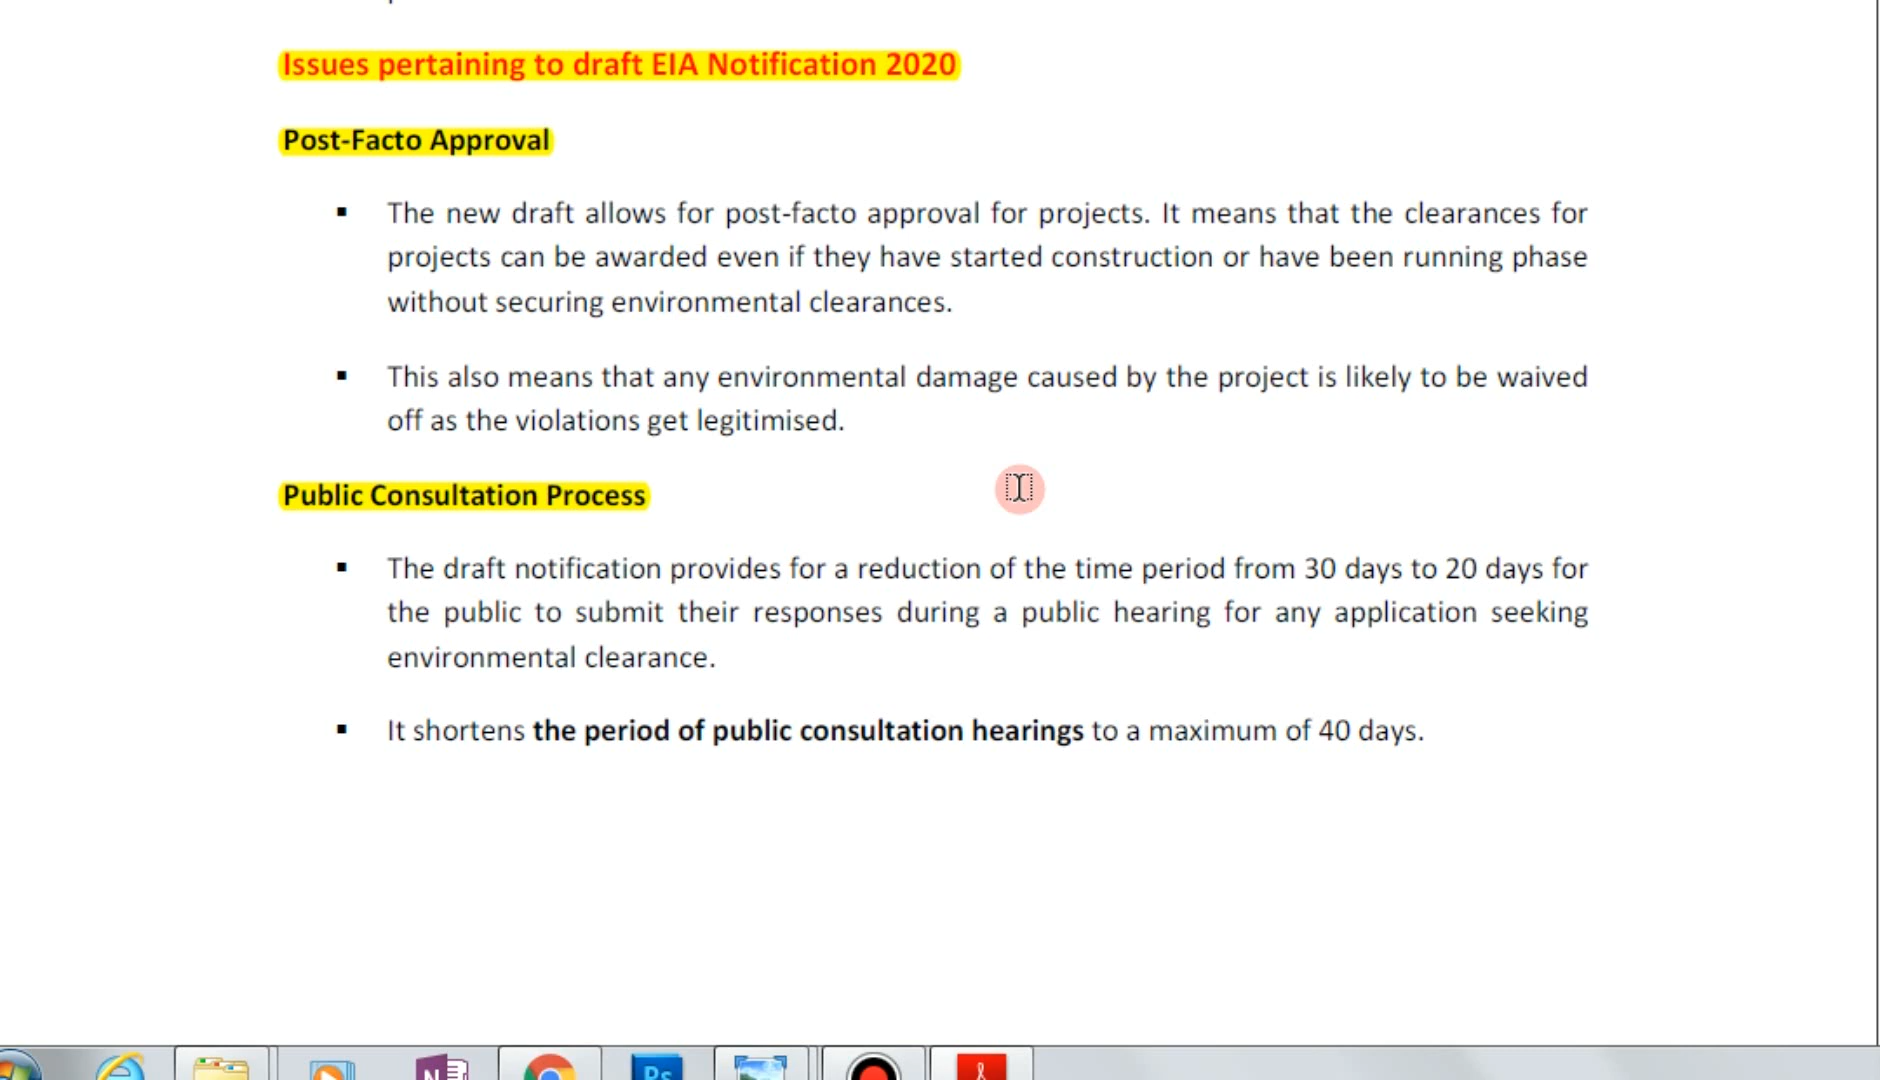 Issues pertaining to draft EIA Notification 2020
Post-Facto Approval
▪ The new draft allows for post-facto approval for projects. It means that the clearances for
projects can be awarded even if they have started construction or have been running phase
without securing environmental clearances.
▪ This also means that any environmental damage caused by the project is likely to be waived
off as the violations get legitimised.
Public Consultation Process
▪ The draft notification provides for a reduction of the time period from 30 days to 20 days for
the public to submit their responses during a public hearing for any application seeking
environmental clearance.
▪ It shortens the period of public consultation hearings to a maximum of 40 days.
N
Ps